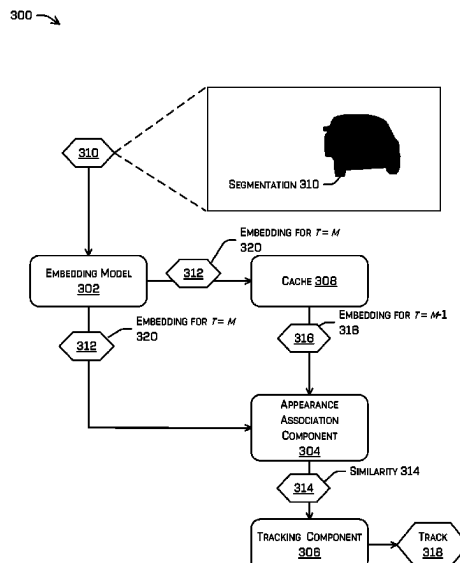 300
310
SEGMENTATION 310
EMBEDDING FOR T = M
320
312
EMBEDDING MODEL
302
CACHE 308
EMBEDDING FOR T = M
320
312
EMBEDDING FOR T = M-1
316
316
APPEARANCE
ASSOCIATION
COMPONENT
304
SIMILARITY 314
314
TRACKING COMPONENT
306
TRACK
318